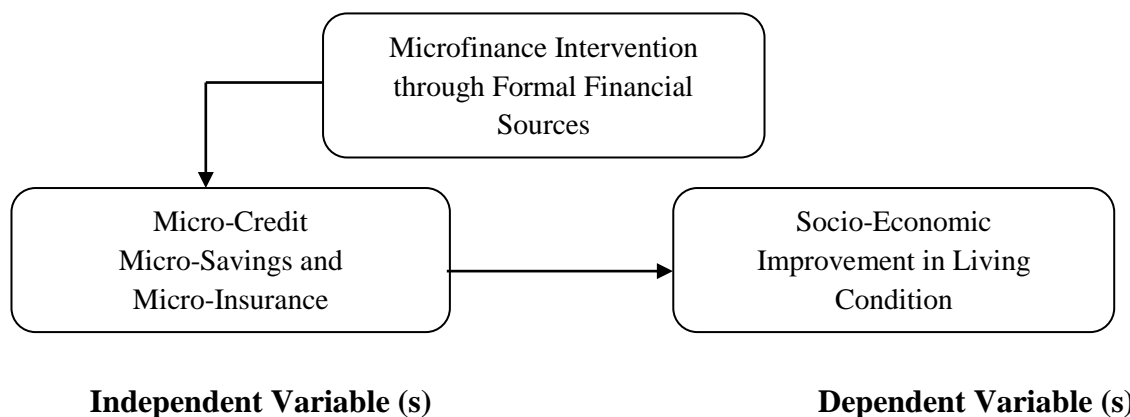 Microfinance Intervention
through Formal Financial
Sources
Micro-Credit
Micro-Savings and
Micro-Insurance
Socio-Economic
Improvement in Living
Condition
Independent Variable (s)
Dependent Variable (s)